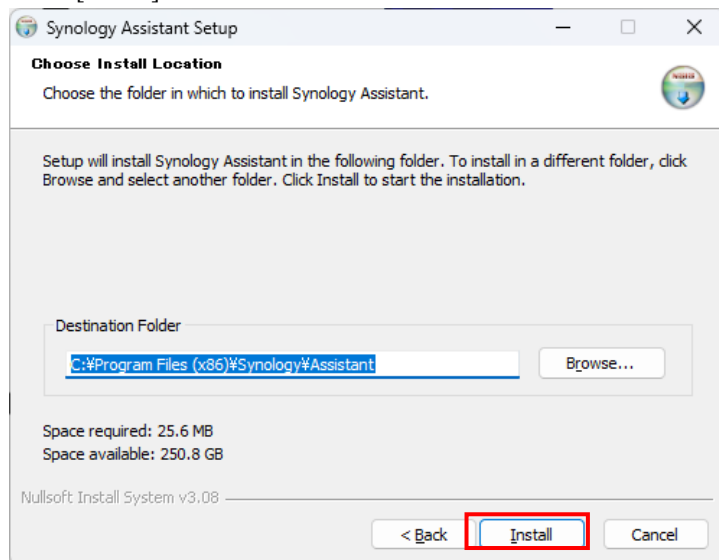 Synology Assistant Setup
Choose Install Location
Choose the folder in which to install Synology Assistant.
Setup will install Synology Assistant in the following folder. To install in a different folder, click
Browse and select another folder. Click Install to start the installation.
Destination Folder
C:¥Program Files (x86)¥Synology¥Assistant
Browse...
Space required: 25.6 MB
Space available: 250.8 GB
Nullsoft Install System v3.08
< Back
Install
Cancel